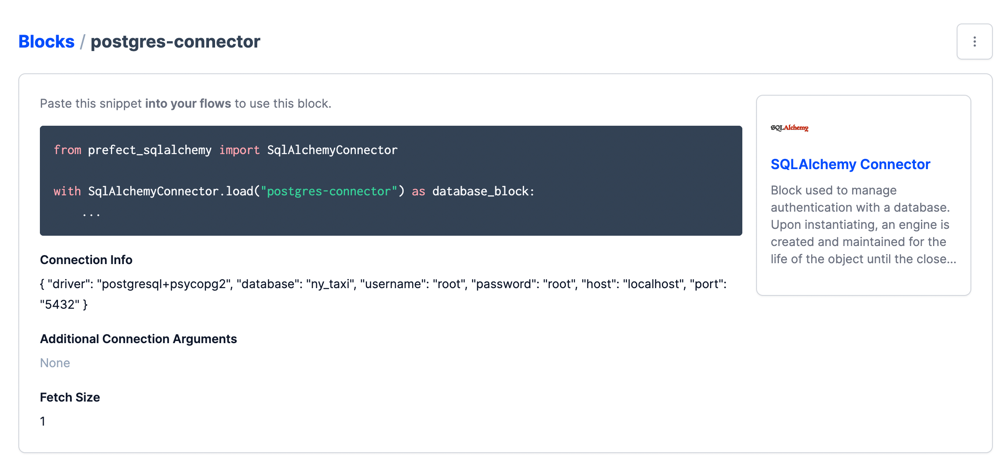 Blocks / postgres-connector
Paste this snippet into your flows to use this block.
from prefect_sqlalchemy import SqlAlchemyConnector
with SqlAlchemyConnector.load("postgres-connector") as database_block:
    ...
Connection Info
{ "driver": "postgresql+psycopg2", "database": "ny_taxi", "username": "root", "password": "root", "host": "localhost", "port":
"5432" }
Additional Connection Arguments
None
Fetch Size
1
SQLAlchemy
SQLAlchemy Connector
Block used to manage
authentication with a database.
Upon instantiating, an engine is
created and maintained for the
life of the object until the close...